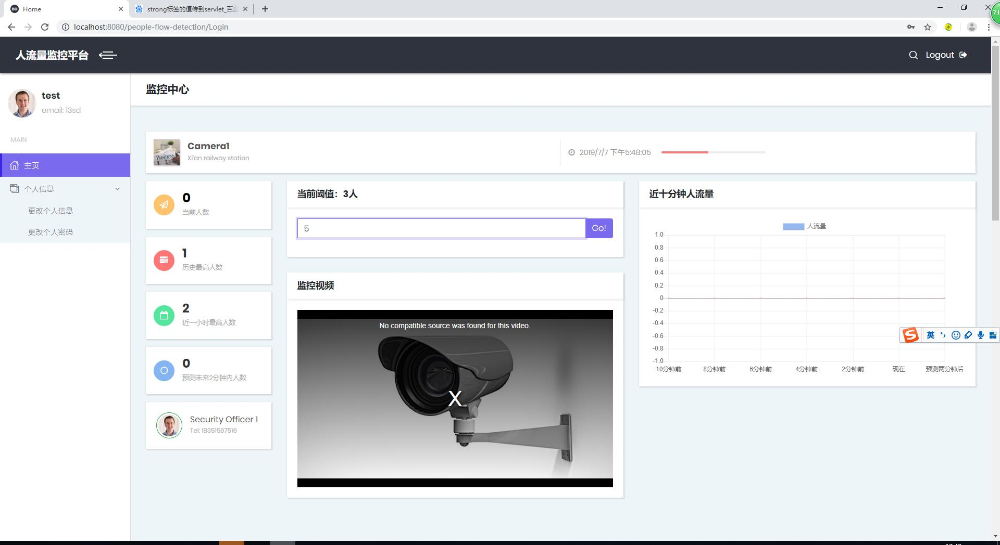 Home
strong标签的值传到servlet_百度
71
localhost:8080/people-flow-detection/Login
人流量监控平台
Logout
test
email: 13sd
MAIN
主页
个人信息
更改个人信息
更改个人密码
监控中心
Camera1
Xi'an railway station
2019/7/7 下午5:48:05
0
当前人数
1
历史最高人数
2
近一小时最高人数
0
预测未来2分钟内人数
Security Officer 1
Tel: 18351567516
当前阈值：3人
5
Go!
监控视频
No compatible source was found for this video.
X
近十分钟人流量
人流量
1.0
0.8
0.6
0.4
0.2
0
-0.2
-0.4
-0.6
-0.8
-1.0
10分钟前 8分钟前 6分钟前 4分钟前 2分钟前 现在 预测两分钟后
英